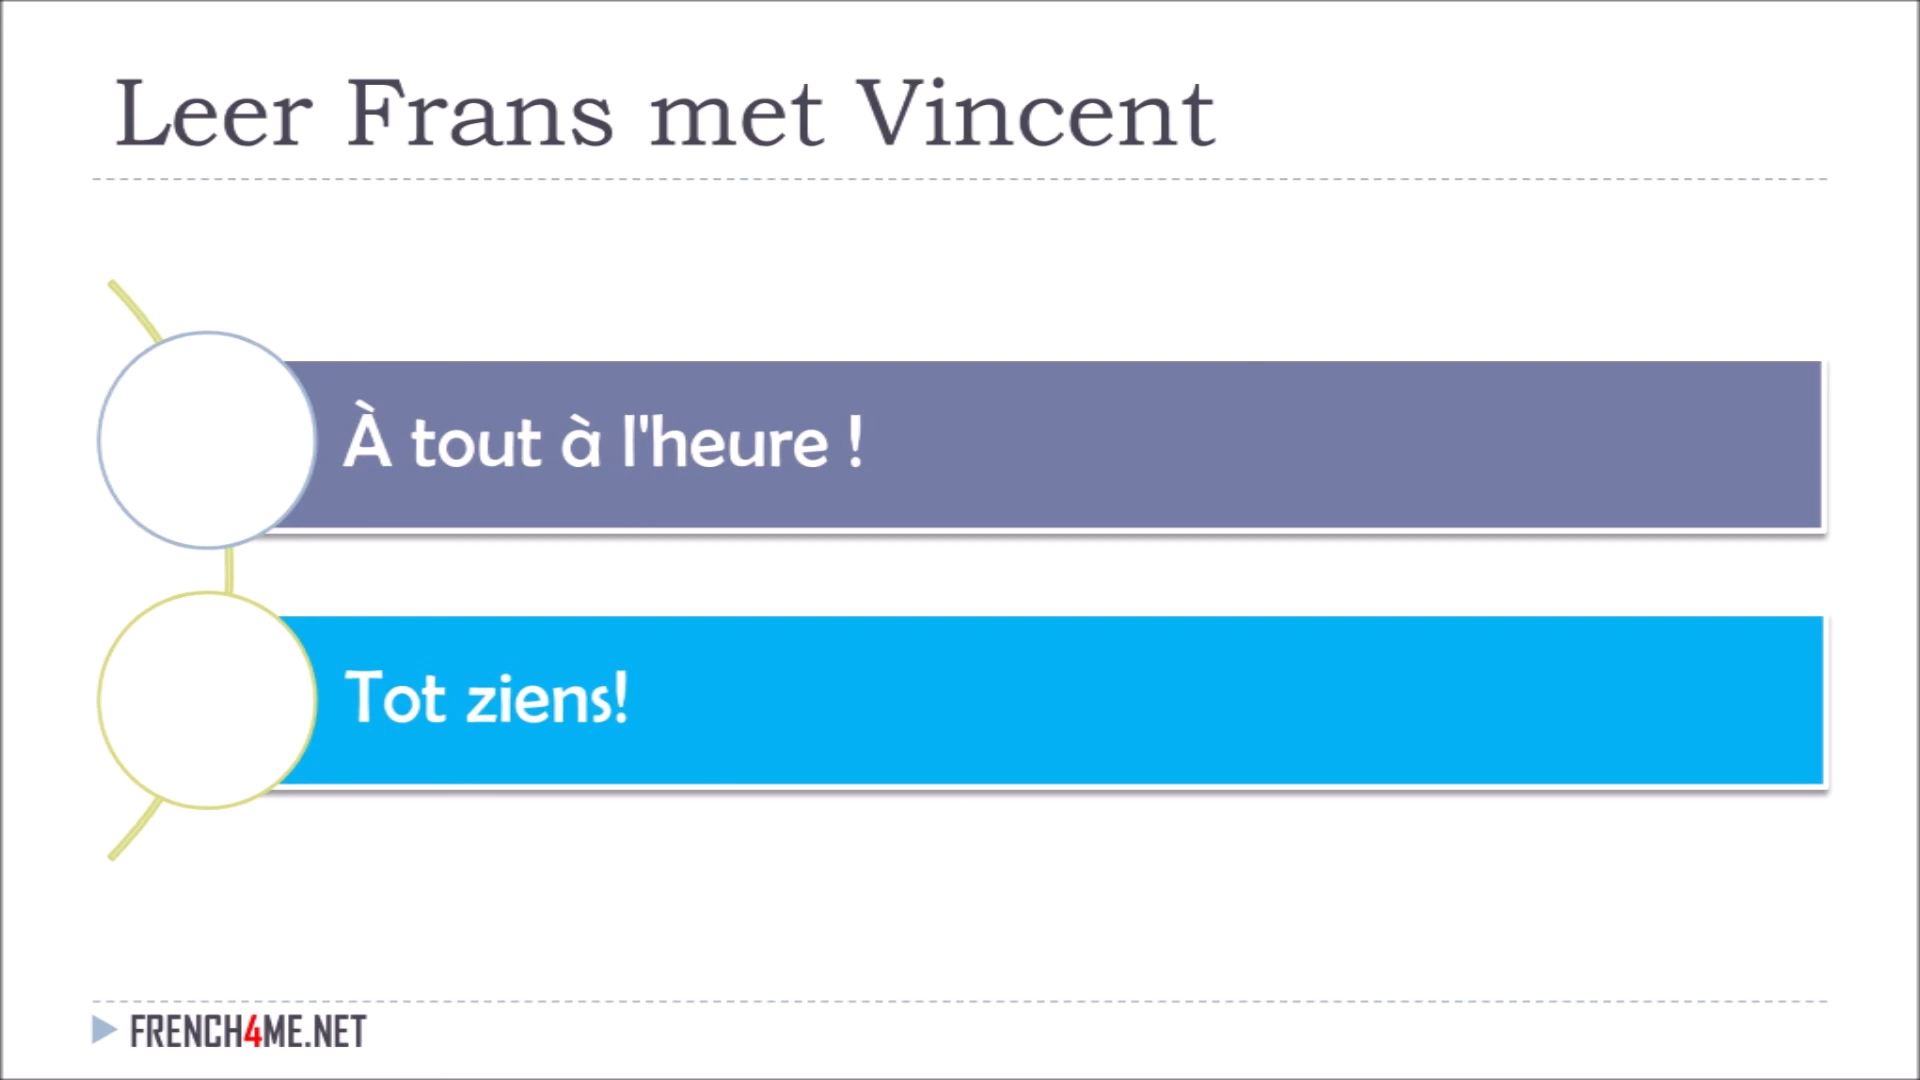 Leer Frans met Vincent
À tout à l'heure !
Tot ziens!
FRENCH4ME.NET